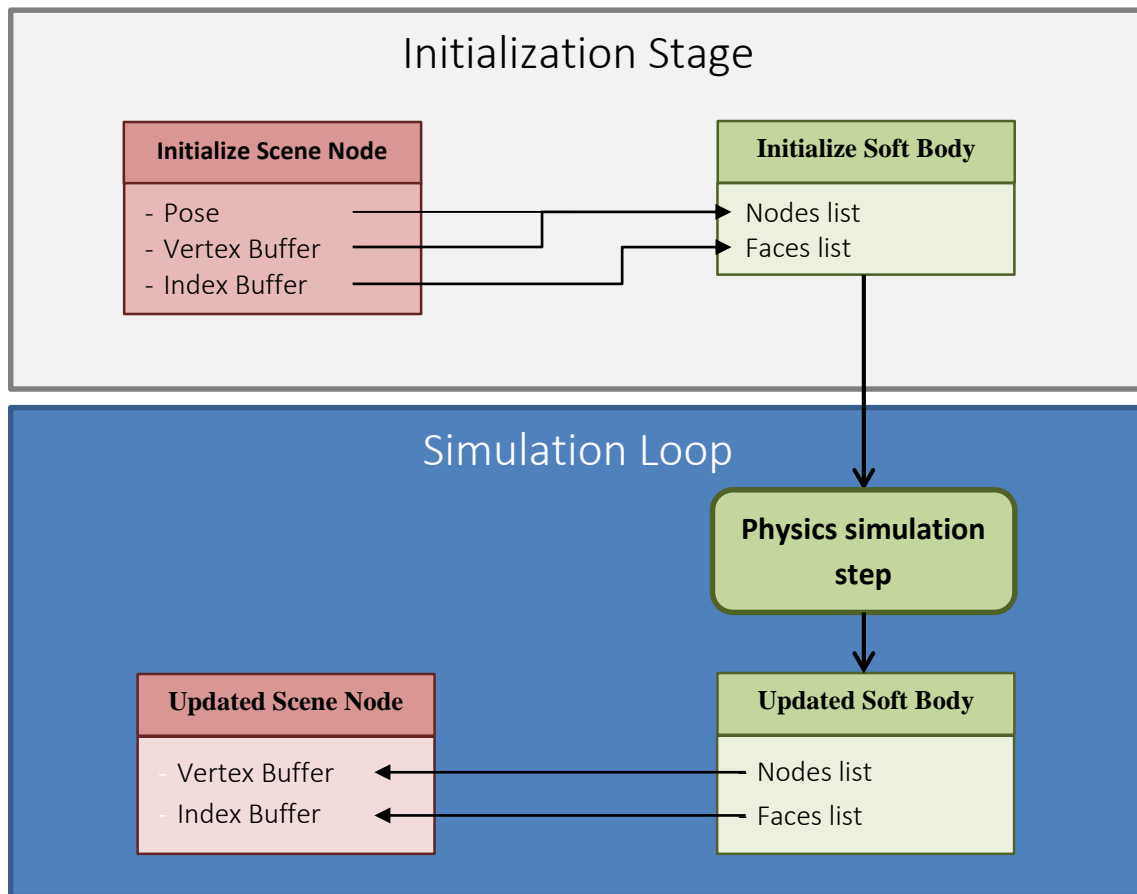 Initialization Stage
Initialize Scene Node
- Pose
- Vertex Buffer
- Index Buffer
Initialize Soft Body
Nodes list
Faces list
Simulation Loop
Physics simulation
step
Updated Scene Node
- Vertex Buffer
- Index Buffer
Updated Soft Body
- Nodes list
- Faces list